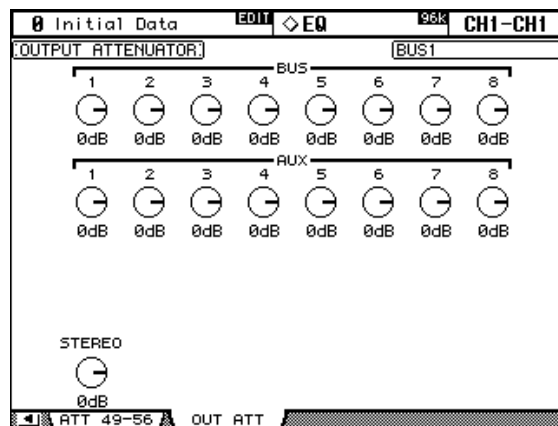 0 Initial Data EDIT ◇EQ 96k CH1-CH1
OUTPUT ATTENUATOR BUS1
BUS
1 2 3 4 5 6 7 8
0dB 0dB 0dB 0dB 0dB 0dB 0dB 0dB
AUX
1 2 3 4 5 6 7 8
0dB 0dB 0dB 0dB 0dB 0dB 0dB 0dB
STEREO
0dB
ATT 49-56 OUT ATT